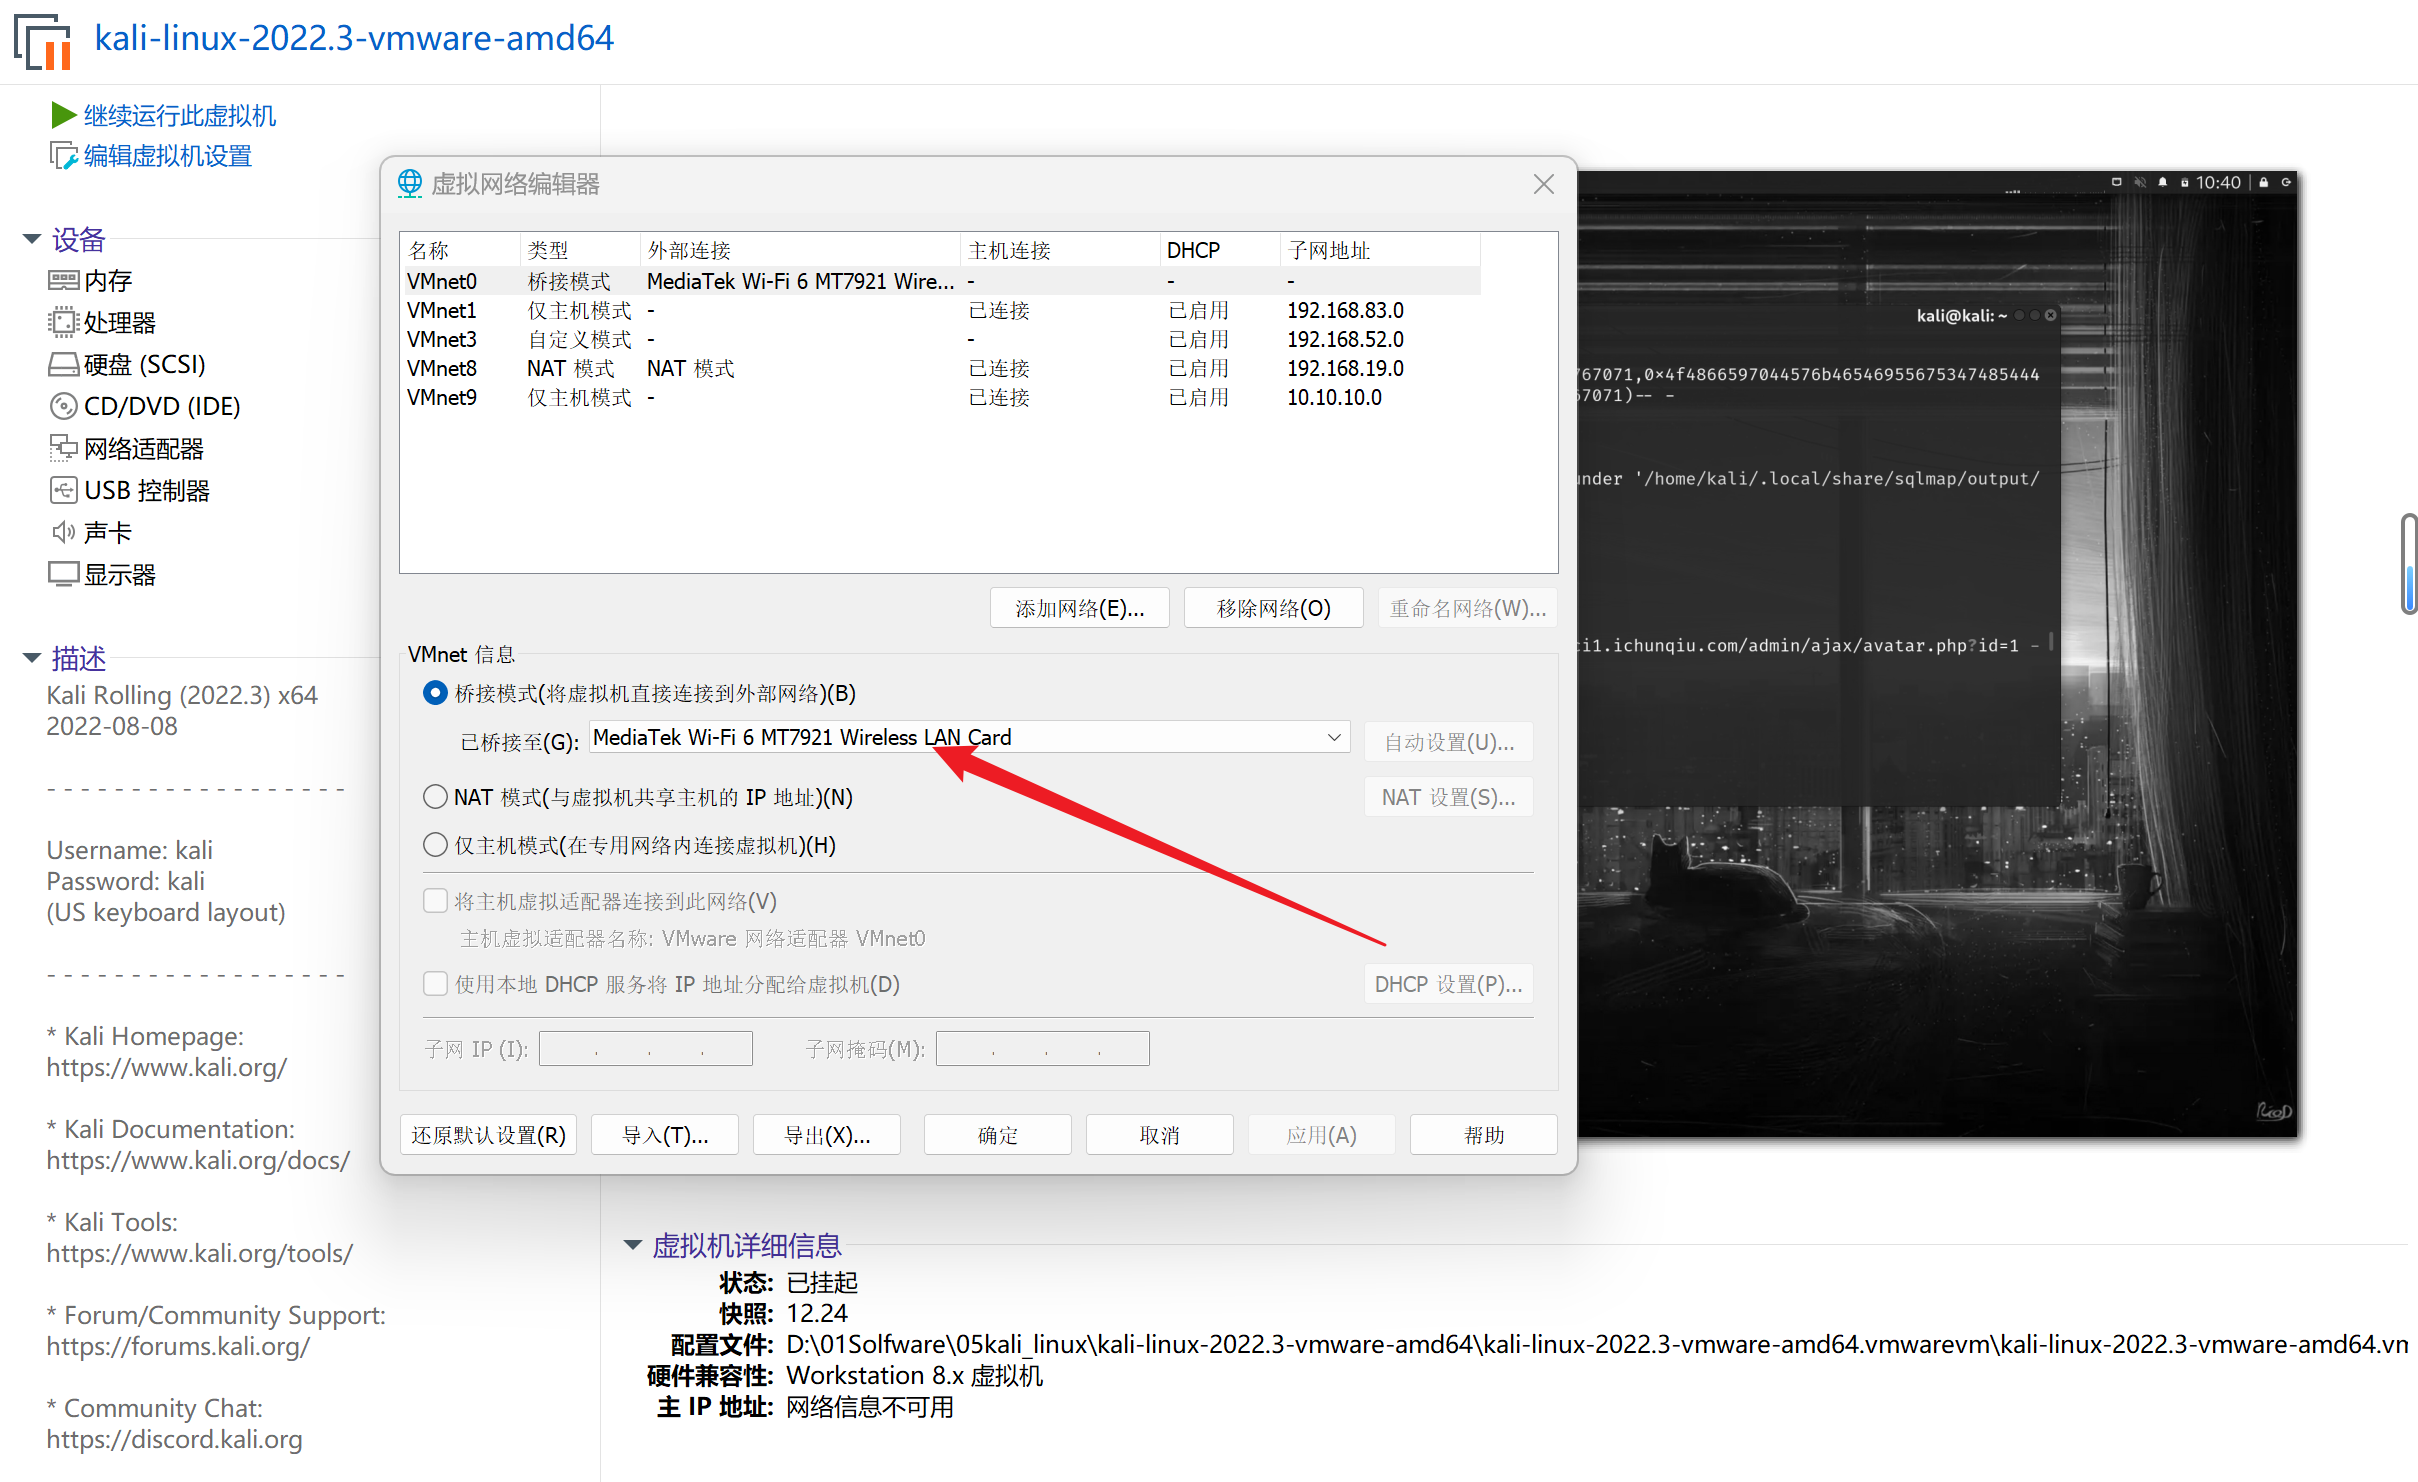 kali-linux-2022.3-vmware-amd64
继续运行此虚拟机
编辑虚拟机设置
设备
内存
处理器
硬盘 (SCSI)
CD/DVD (IDE)
网络适配器
USB 控制器
声卡
显示器
描述
Kali Rolling (2022.3) x64
2022-08-08
- - - - - - - - - - - - - - - - - -
Username: kali
Password: kali
(US keyboard layout)
- - - - - - - - - - - - - - - - - -
* Kali Homepage:
https://www.kali.org/
* Kali Documentation:
https://www.kali.org/docs/
* Kali Tools:
https://www.kali.org/tools/
* Forum/Community Support:
https://forums.kali.org/
* Community Chat:
https://discord.kali.org
虚拟网络编辑器
名称 类型 外部连接 主机连接 DHCP 子网地址
VMnet0 桥接模式 MediaTek Wi-Fi 6 MT7921 Wire... - - -
VMnet1 仅主机模式 - 已连接 已启用 192.168.83.0
VMnet3 自定义模式 - - 已启用 192.168.52.0
VMnet8 NAT 模式 NAT 模式 已连接 已启用 192.168.19.0
VMnet9 仅主机模式 - 已连接 已启用 10.10.10.0
添加网络(E)... 移除网络(O) 重命名网络(W)...
VMnet 信息
桥接模式(将虚拟机直接连接到外部网络)(B)
已桥接至(G): MediaTek Wi-Fi 6 MT7921 Wireless LAN Card 自动设置(U)...
NAT 模式(与虚拟机共享主机的 IP 地址)(N) NAT 设置(S)...
仅主机模式(在专用网络内连接虚拟机)(H)
将主机虚拟适配器连接到此网络(V)
主机虚拟适配器名称: VMware 网络适配器 VMnet0
使用本地 DHCP 服务将 IP 地址分配给虚拟机(D) DHCP 设置(P)...
子网 IP (I): . . . 子网掩码(M): . . .
还原默认设置(R) 导入(T)... 导出(X)... 确定 取消 应用(A) 帮助
10:40
kali@kali: ~
767071,0×4f4866597044576b46546955675347485444
67071)-- -
under '/home/kali/.local/share/sqlmap/output/
ci1.ichunqiu.com/admin/ajax/avatar.php?id=1 -
虚拟机详细信息
状态: 已挂起
快照: 12.24
配置文件: D:\01Solfware\05kali_linux\kali-linux-2022.3-vmware-amd64\kali-linux-2022.3-vmware-amd64.vmwarevm\kali-linux-2022.3-vmware-amd64.vm
硬件兼容性: Workstation 8.x 虚拟机
主 IP 地址: 网络信息不可用